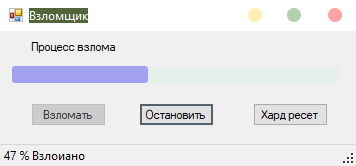 Взломщик
Процесс взлома
Взломать Остановить Хард ресет
47 % Взлоиано